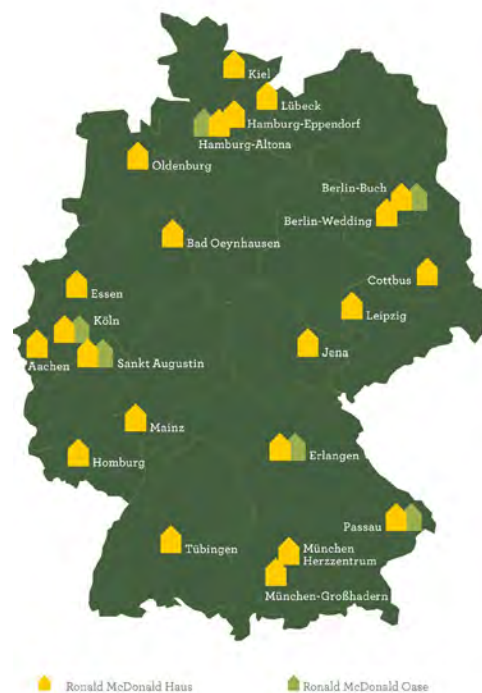 Kiel
Lübeck
Hamburg-Eppendorf
Hamburg-Altona
Oldenburg
Berlin-Buch
Berlin-Wedding
Bad Oeynhausen
Cottbus
Essen
Leipzig
Köln
Jena
Aachen
Sankt Augustin
Mainz
Homburg
Erlangen
Passau
Tübingen
München
Herzzentrum
München-Großhadern
Ronald McDonald Haus
Ronald McDonald Oase